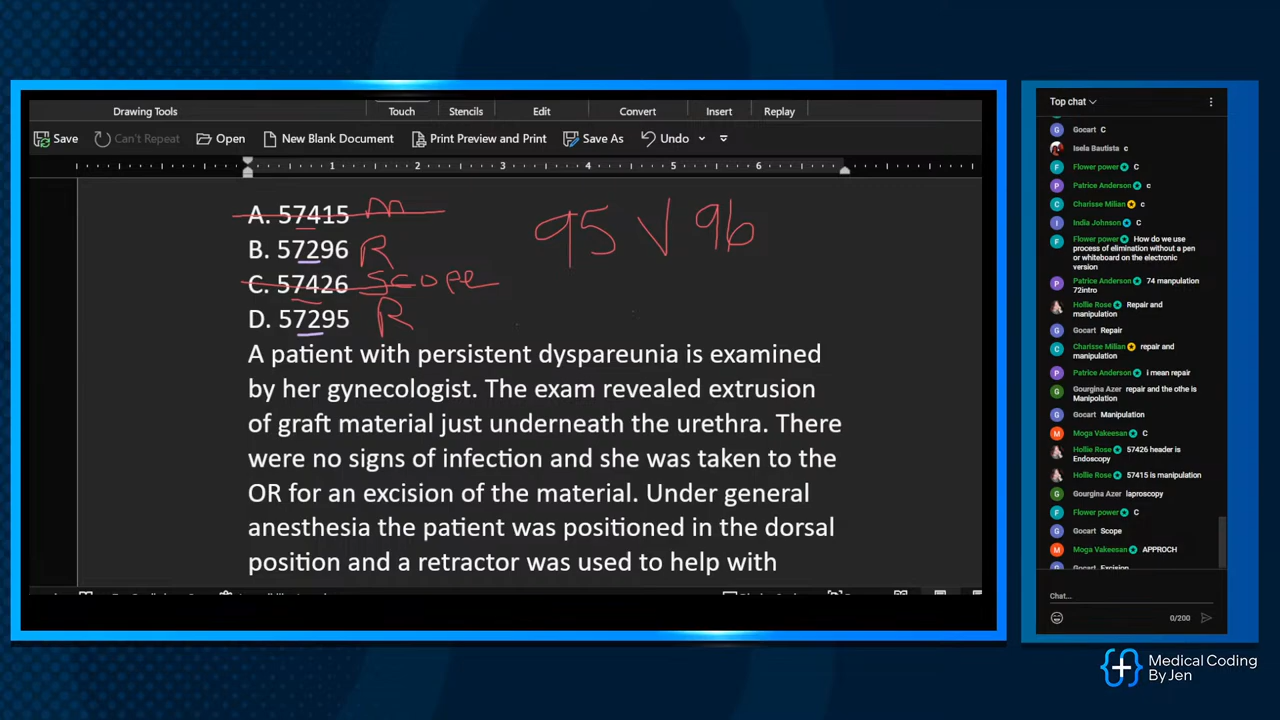 Drawing Tools
Touch
Stencils
Edit
Convert
Insert
Replay
Save
Can't Repeat
Open
New Blank Document
Print Preview and Print
Save As
Undo
1 2 3 4 5 6
A. 57415 m
B. 57296 R
C. 57426 scope
D. 57295 R
95 V 96
A patient with persistent dyspareunia is examined
by her gynecologist. The exam revealed extrusion
of graft material just underneath the urethra. There
were no signs of infection and she was taken to the
OR for an excision of the material. Under general
anesthesia the patient was positioned in the dorsal
position and a retractor was used to help with
Top chat
G Gocart C
Isela Bautista c
F Flower power C
P Patrice Anderson c
Charisse Milian c
India Johnson C
F Flower power How do we use
process of elimination without a pen
or whiteboard on the electronic
version
P Patrice Anderson 74 manpulation
72intro
Hollie Rose Repair and
manipulation
G Gocart Repair
Charisse Milian repair and
manipulation
P Patrice Anderson i mean repair
G Gourgina Azer repair and the othe is
Manipolation
G Gocart Manipulation
M Moga Vakeesan C
Hollie Rose 57426 header is
Endoscopy
Hollie Rose 57415 is manipulation
G Gourgina Azer laproscopy
F Flower power C
G Gocart Scope
M Moga Vakeesan APPROCH
G Gocart Excision
Chat...
0/200
Medical Coding
By Jen